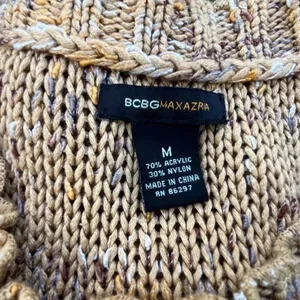 BCBGMAXAZRIA
M
70% ACRYLIC
30% NYLON
MADE IN CHINA
RN 86297